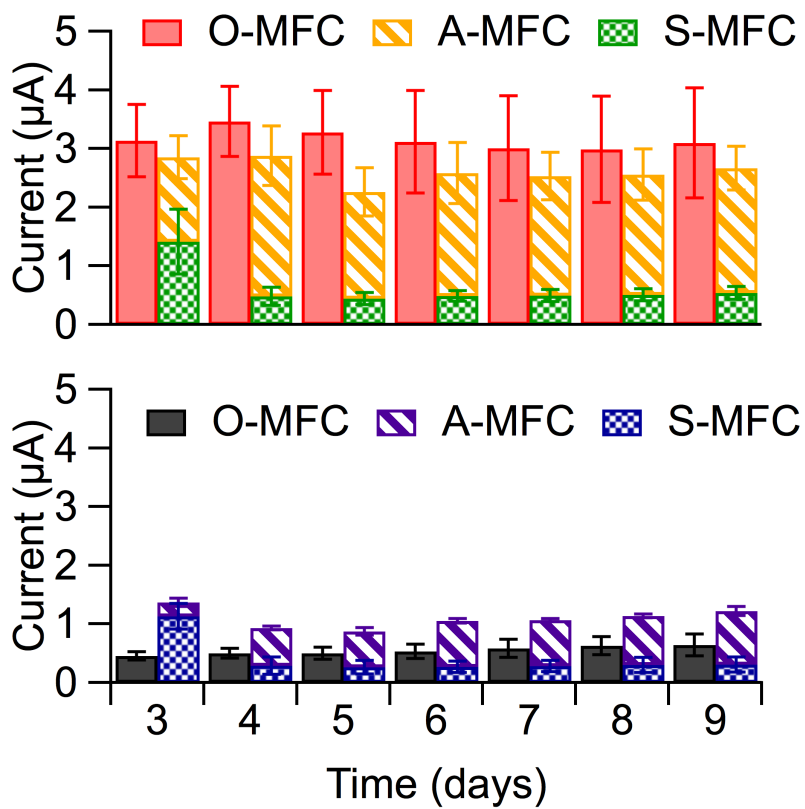 5 O-MFC A-MFC S-MFC
4
3
2
1
0
Current (µA)
5
O-MFC A-MFC S-MFC
4
3
2
1
0
Current (µA)
3 4 5 6 7 8 9
Time (days)